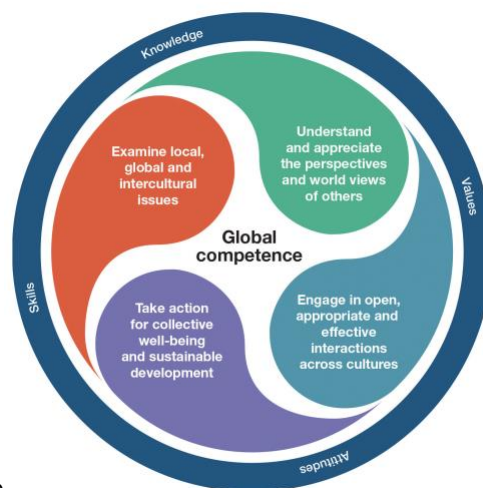 Knowledge
Examine local,
global and
intercultural
issues
Understand
and appreciate
the perspectives
and world views
of others
Values
Global
competence
Skills
Take action
for collective
well-being
and sustainable
development
Engage in open,
appropriate and
effective
interactions
across cultures
Attitudes